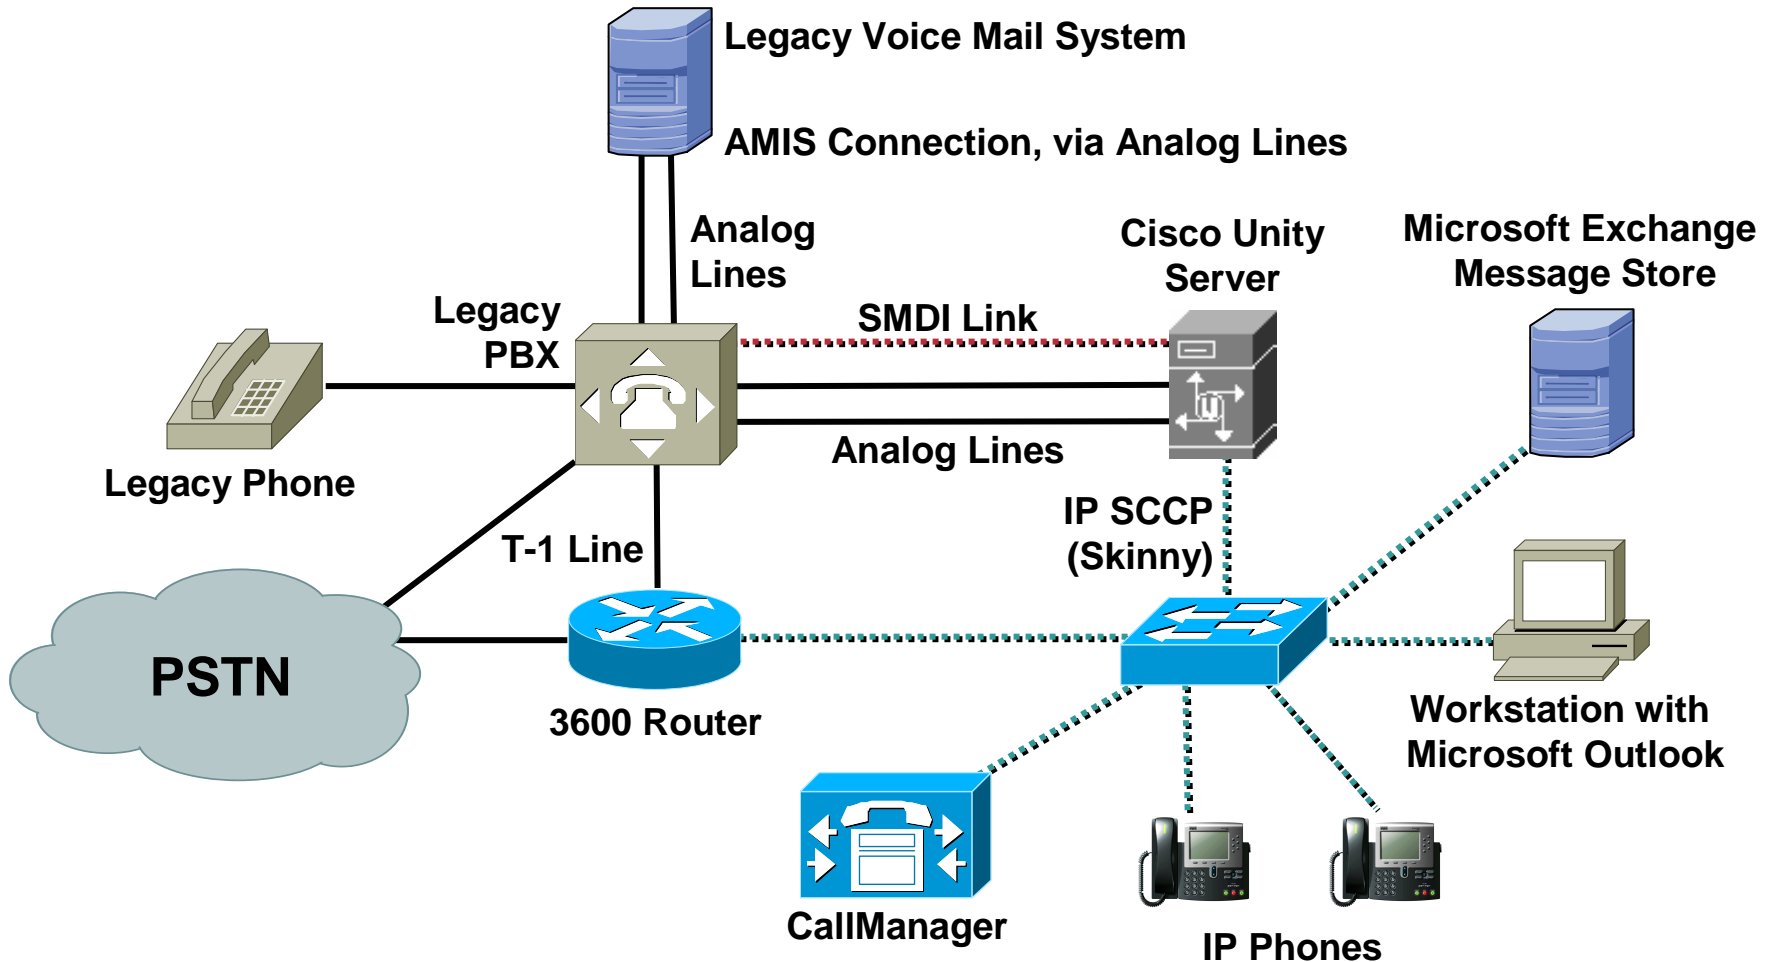 Legacy Voice Mail System
AMIS Connection, via Analog Lines
Analog
Lines
Cisco Unity
Server
Microsoft Exchange
Message Store
Legacy
PBX
SMDI Link
Analog Lines
Legacy Phone
IP SCCP
(Skinny)
T-1 Line
PSTN
3600 Router
Workstation with
Microsoft Outlook
CallManager
IP Phones